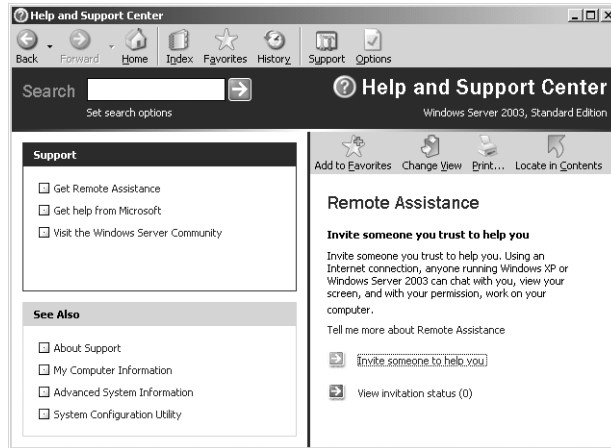 Help and Support Center
Back
Forward
Home
Index
Favorites
History
Support
Options
Search
Set search options
Help and Support Center
Windows Server 2003, Standard Edition
Support
Get Remote Assistance
Get help from Microsoft
Visit the Windows Server Community
See Also
About Support
My Computer Information
Advanced System Information
System Configuration Utility
Add to Favorites
Change View
Print...
Locate in Contents
Remote Assistance
Invite someone you trust to help you
Invite someone you trust to help you. Using an
Internet connection, anyone running Windows XP or
Windows Server 2003 can chat with you, view your
screen, and with your permission, work on your
computer.
Tell me more about Remote Assistance
Invite someone to help you
View invitation status (0)